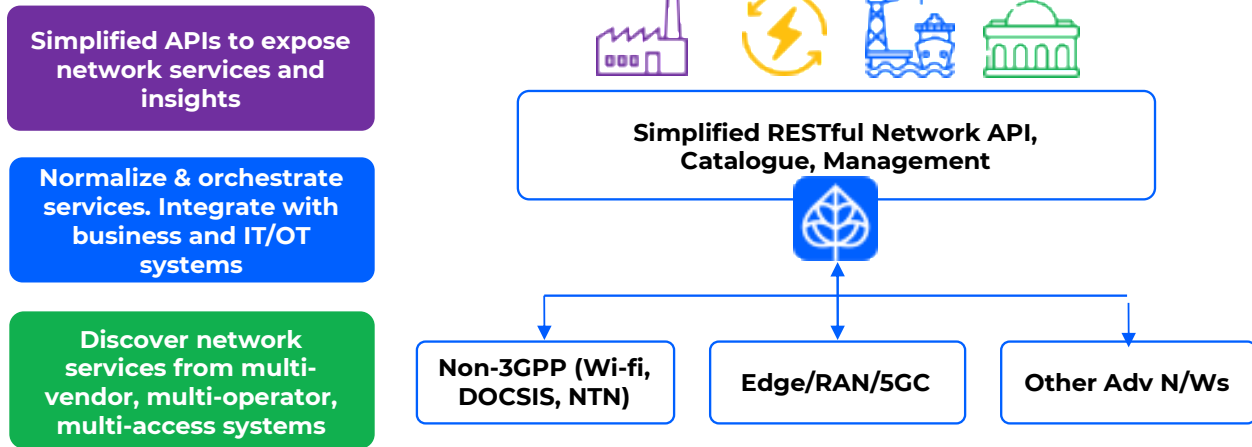 Simplified APIs to expose
network services and
insights
Normalize & orchestrate
services. Integrate with
business and IT/OT
systems
Discover network
services from multi-
vendor, multi-operator,
multi-access systems
Simplified RESTful Network API,
Catalogue, Management
Non-3GPP (Wi-fi,
DOCSIS, NTN)
Edge/RAN/5GC
Other Adv N/Ws